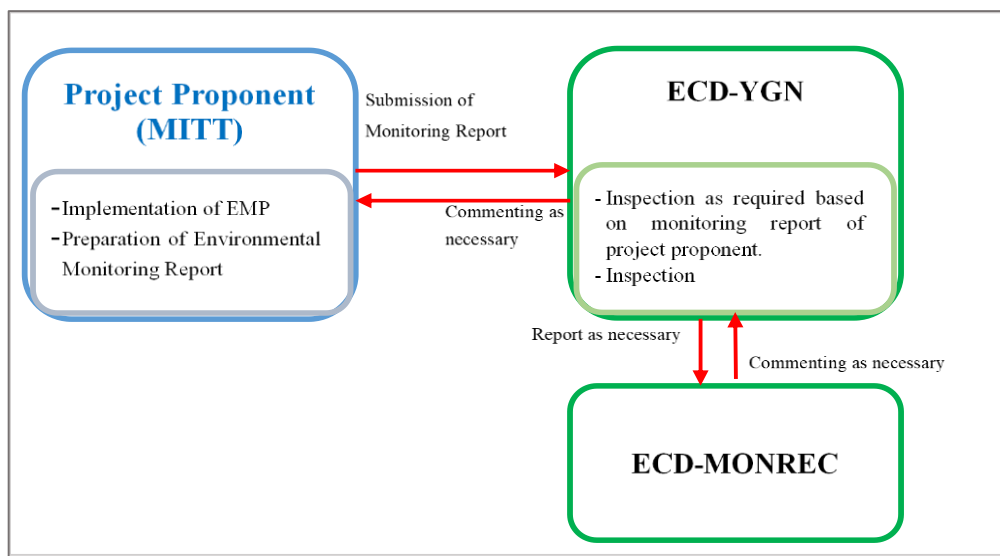 Project Proponent
(MITT)
-Implementation of EMP
-Preparation of Environmental
Monitoring Report
Submission of
Monitoring Report
Commenting as
necessary
ECD-YGN
- Inspection as required based
on monitoring report of
project proponent.
- Inspection
Report as necessary
Commenting as necessary
ECD-MONREC